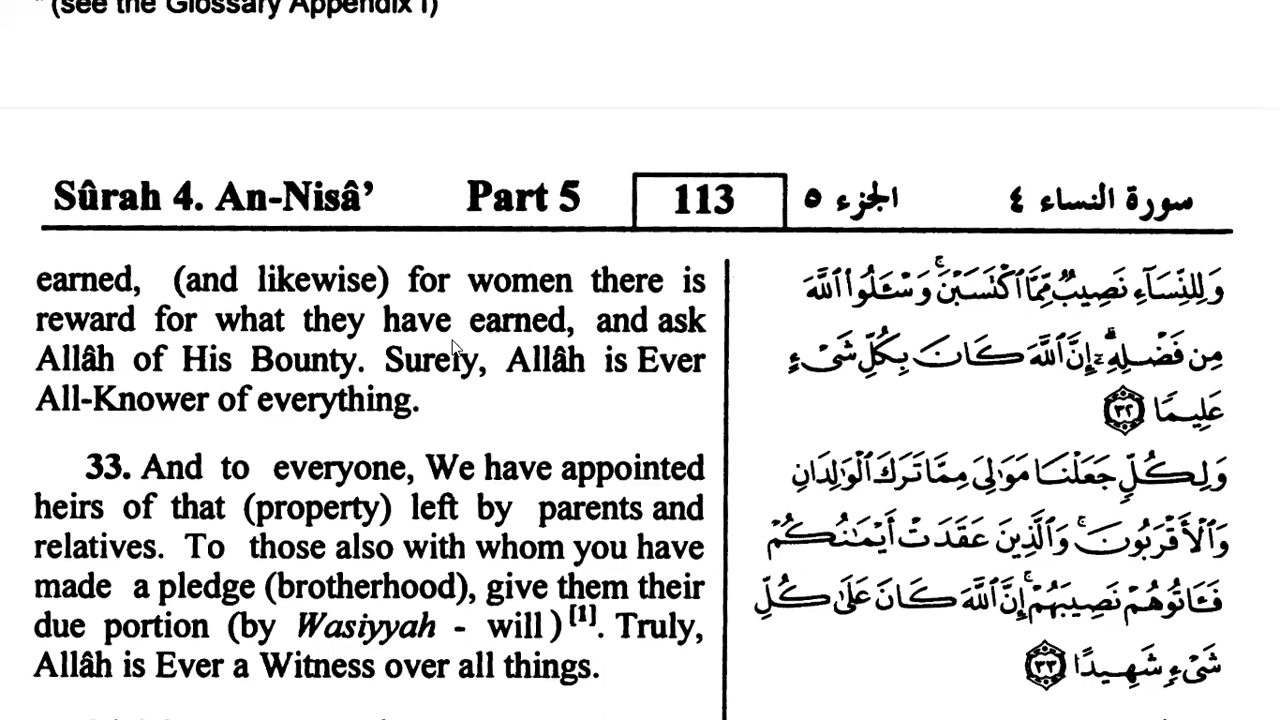 (see the Glossary Appendix I)
Sûrah 4. An-Nisâ’ Part 5 113 الجزء ٥ سورة النساء ٤
earned, (and likewise) for women there is
reward for what they have earned, and ask
Allâh of His Bounty. Surely, Allâh is Ever
All-Knower of everything.
33. And to everyone, We have appointed
heirs of that (property) left by parents and
relatives. To those also with whom you have
made a pledge (brotherhood), give them their
due portion (by Wasiyyah - will)[1]. Truly,
Allâh is Ever a Witness over all things.
وَلِلنِّسَآءِ نَصِيبٌ مِّمَّا ٱكْتَسَبْنَ ۚ وَسْـَٔلُوا۟ ٱللَّهَ
مِن فَضْلِهِۦٓ ۗ إِنَّ ٱللَّهَ كَانَ بِكُلِّ شَىْءٍ
عَلِيمًا ٣٢
وَلِكُلٍّ جَعَلْنَا مَوَٰلِىَ مِمَّا تَرَكَ ٱلْوَٰلِدَانِ
وَٱلْأَقْرَبُونَ ۚ وَٱلَّذِينَ عَقَدَتْ أَيْمَـٰنُكُمْ
فَـَٔاتُوهُمْ نَصِيبَهُمْ ۚ إِنَّ ٱللَّهَ كَانَ عَلَىٰ كُلِّ
شَىْءٍ شَهِيدًا ٣٣